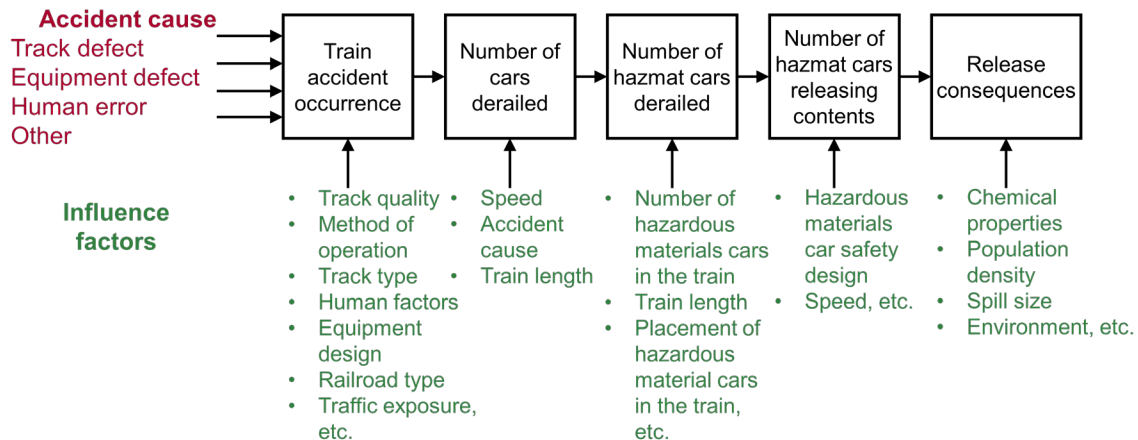 Accident cause
Track defect
Equipment defect
Human error
Other
Train
accident
occurrence
Number of
cars
derailed
Number of
hazmat cars
derailed
Number of
hazmat cars
releasing
contents
Release
consequences
Influence
factors
• Track quality
• Method of
operation
• Track type
• Human factors
• Equipment
design
• Railroad type
• Traffic exposure,
etc.
• Speed
• Accident
cause
• Train length
• Number of
hazardous
materials cars
in the train
• Train length
• Placement of
hazardous
material cars
in the train,
etc.
• Hazardous
materials
car safety
design
• Speed, etc.
• Chemical
properties
• Population
density
• Spill size
• Environment, etc.